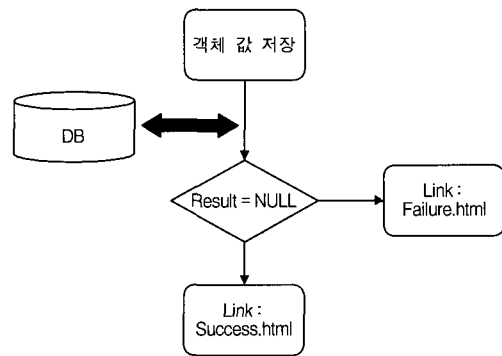 객체 값 저장
DB
Result = NULL
Link :
Failure.html
Link :
Success.html